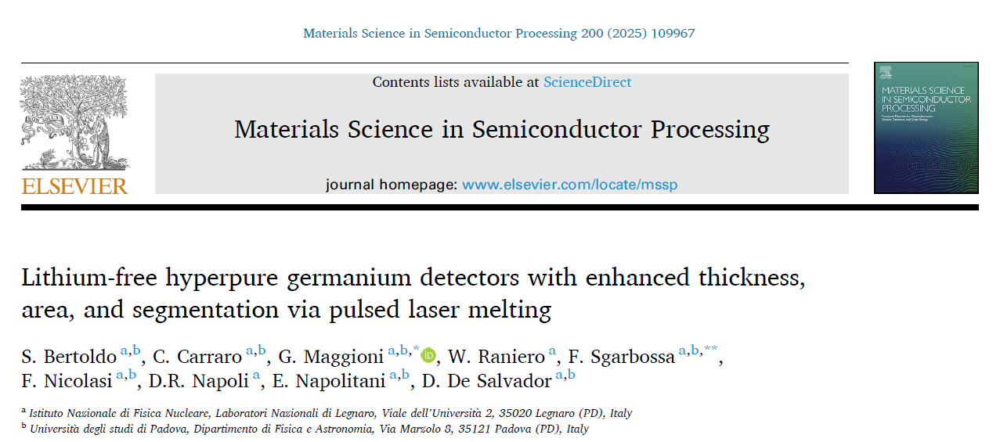 Materials Science in Semiconductor Processing 200 (2025) 109967
Contents lists available at ScienceDirect
Materials Science in Semiconductor Processing
journal homepage: www.elsevier.com/locate/mssp
NON SOLUS
ELSEVIER
MATERIALS SCIENCE
IN SEMICONDUCTOR
PROCESSING
Lithium-free hyperpure germanium detectors with enhanced thickness,
area, and segmentation via pulsed laser melting
S. Bertoldo a,b, C. Carraro a,b, G. Maggioni a,b,* iD, W. Raniero a, F. Sgarbossa a,b,**,
F. Nicolasi a,b, D.R. Napoli a, E. Napolitani a,b, D. De Salvador a,b
a Istituto Nazionale di Fisica Nucleare, Laboratori Nazionali di Legnaro, Viale dell’Università 2, 35020 Legnaro (PD), Italy
b Università degli studi di Padova, Dipartimento di Fisica e Astronomia, Via Marzolo 8, 35121 Padova (PD), Italy